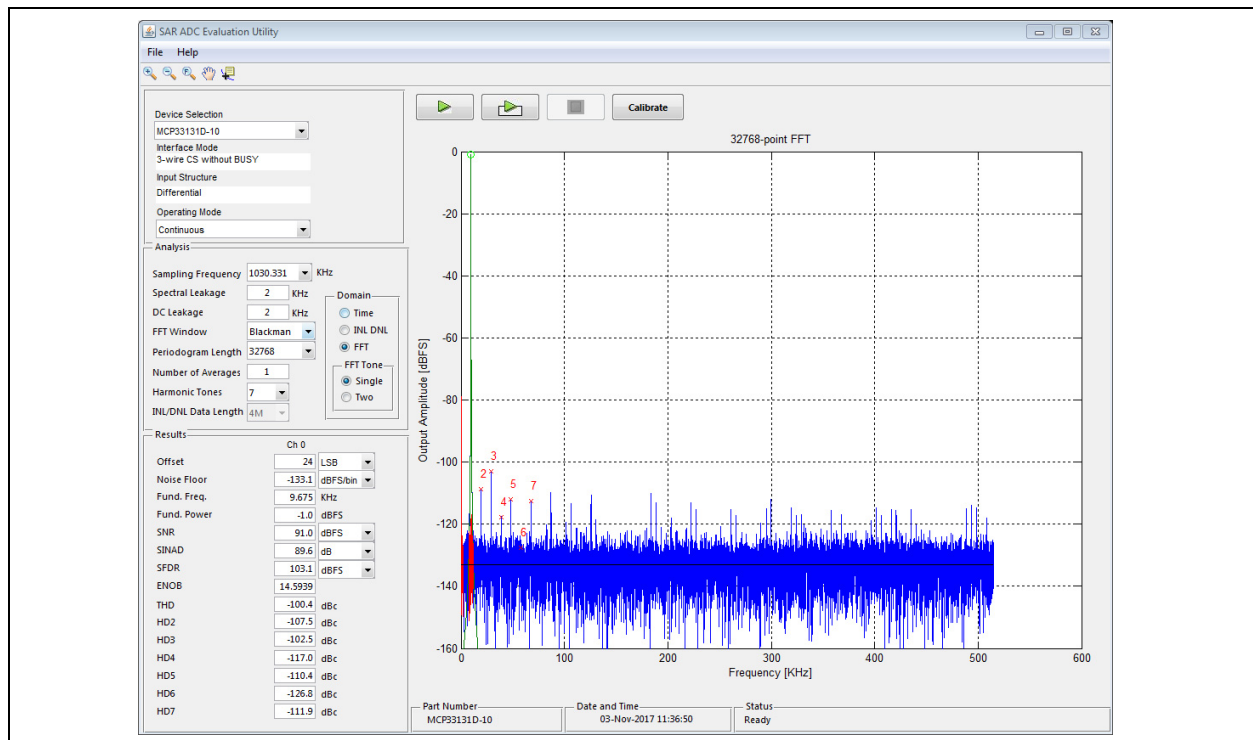 SAR ADC Evaluation Utility
File Help
Calibrate
Device Selection
MCP33131D-10
Interface Mode
3-wire CS without BUSY
Input Structure
Differential
Operating Mode
Continuous
Analysis
Sampling Frequency 1030.331 KHz
Spectral Leakage 2 KHz
DC Leakage 2 KHz
FFT Window Blackman
Periodogram Length 32768
Number of Averages 1
Harmonic Tones 7
INL/DNL Data Length 4M
Domain
Time
INL DNL
FFT
FFT Tone
Single
Two
Results
Ch 0
Offset 24 LSB
Noise Floor -133.1 dBFS/bin
Fund. Freq. 9.675 KHz
Fund. Power -1.0 dBFS
SNR 91.0 dBFS
SINAD 89.6 dB
SFDR 103.1 dBFS
ENOB 14.5939
THD -100.4 dBc
HD2 -107.5 dBc
HD3 -102.5 dBc
HD4 -117.0 dBc
HD5 -110.4 dBc
HD6 -126.8 dBc
HD7 -111.9 dBc
32768-point FFT
Output Amplitude [dBFS]
0
-20
-40
-60
-80
-100
-120
-140
-160
2
3
4
5
6
7
0 100 200 300 400 500 600
Frequency [KHz]
Part Number
MCP33131D-10
Date and Time
03-Nov-2017 11:36:50
Status
Ready